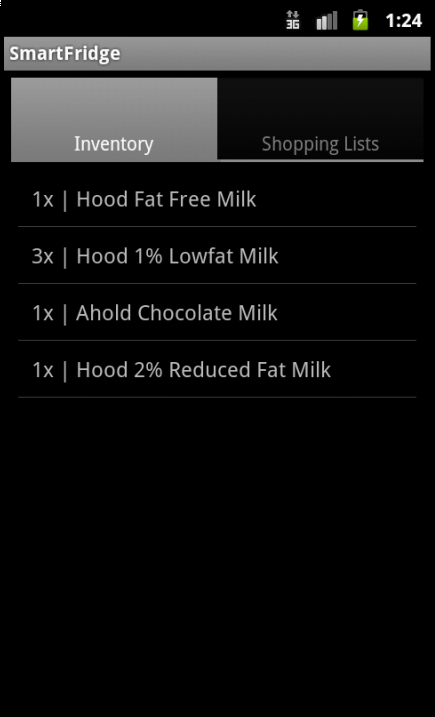 3G 1:24
SmartFridge
Inventory Shopping Lists
1x | Hood Fat Free Milk
3x | Hood 1% Lowfat Milk
1x | Ahold Chocolate Milk
1x | Hood 2% Reduced Fat Milk